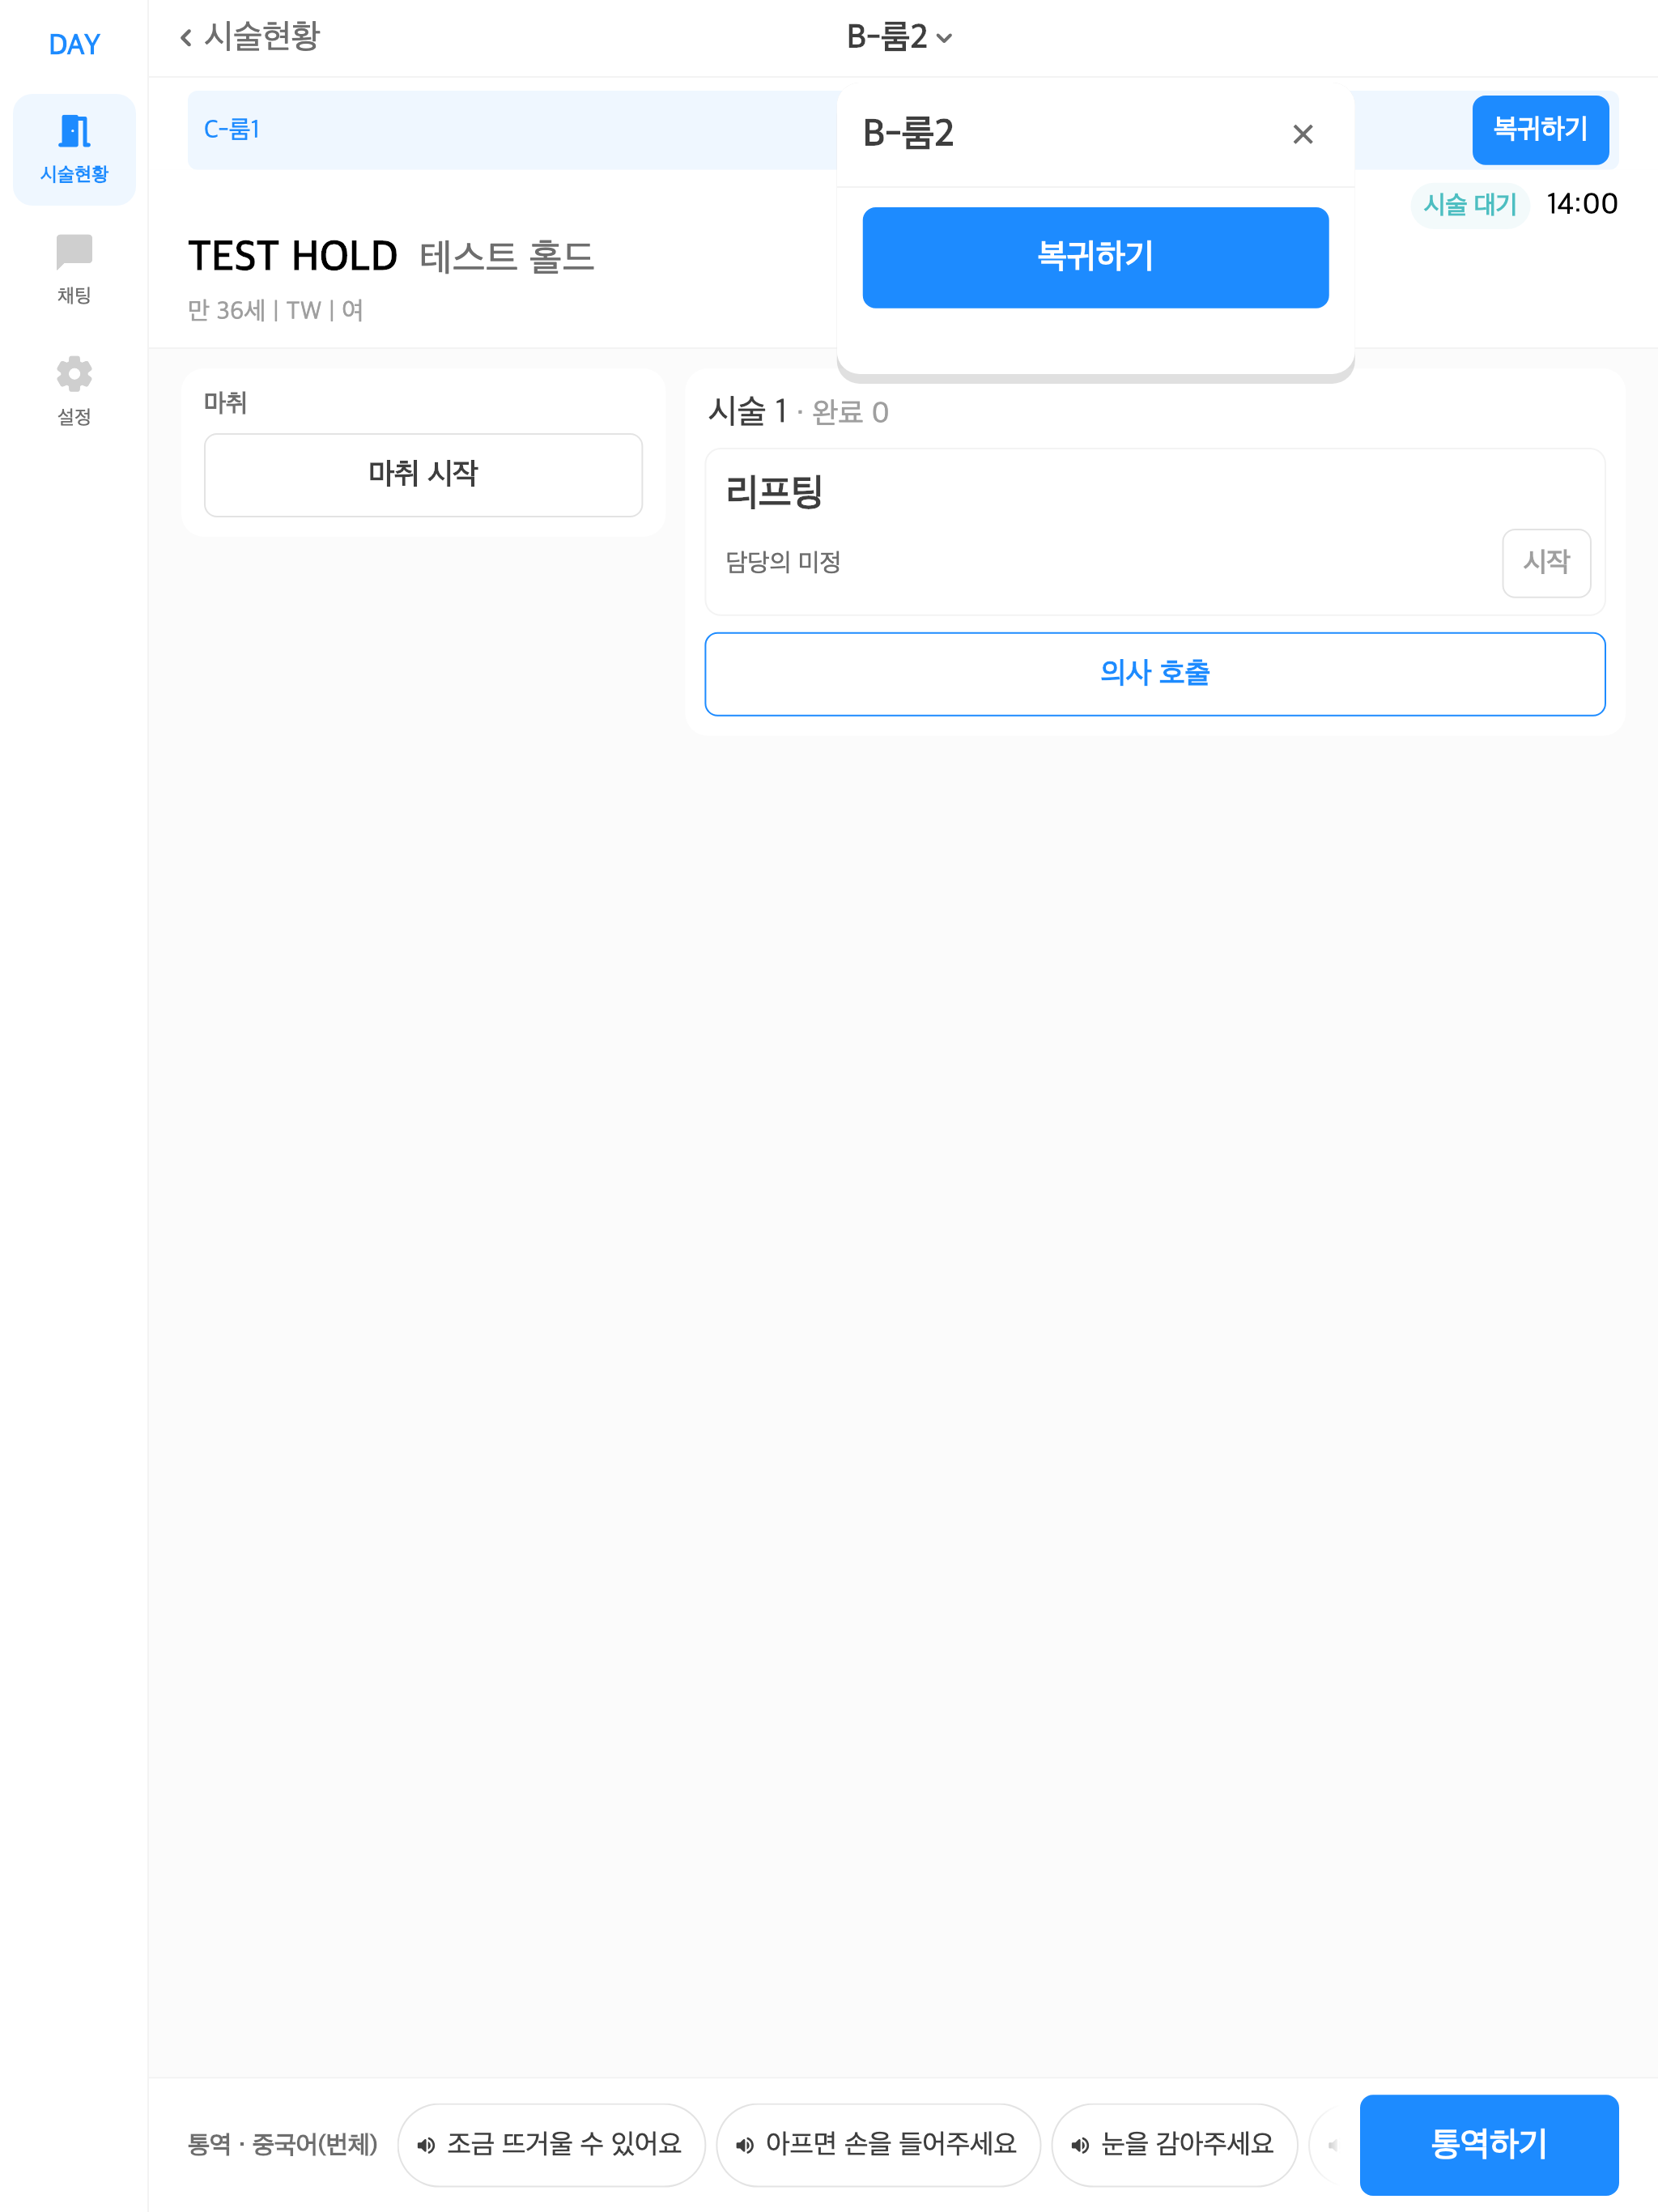 DAY
시술현황
채팅
설정
시술현황
B-룸2
C-룸1
복귀하기
B-룸2
복귀하기
시술 대기 14:00
TEST HOLD 테스트 홀드
만 36세 | TW | 여
마취
마취 시작
시술 1 · 완료 0
리프팅
담당의 미정
시작
의사 호출
통역 · 중국어(번체)
조금 뜨거울 수 있어요
아프면 손을 들어주세요
눈을 감아주세요
통역하기